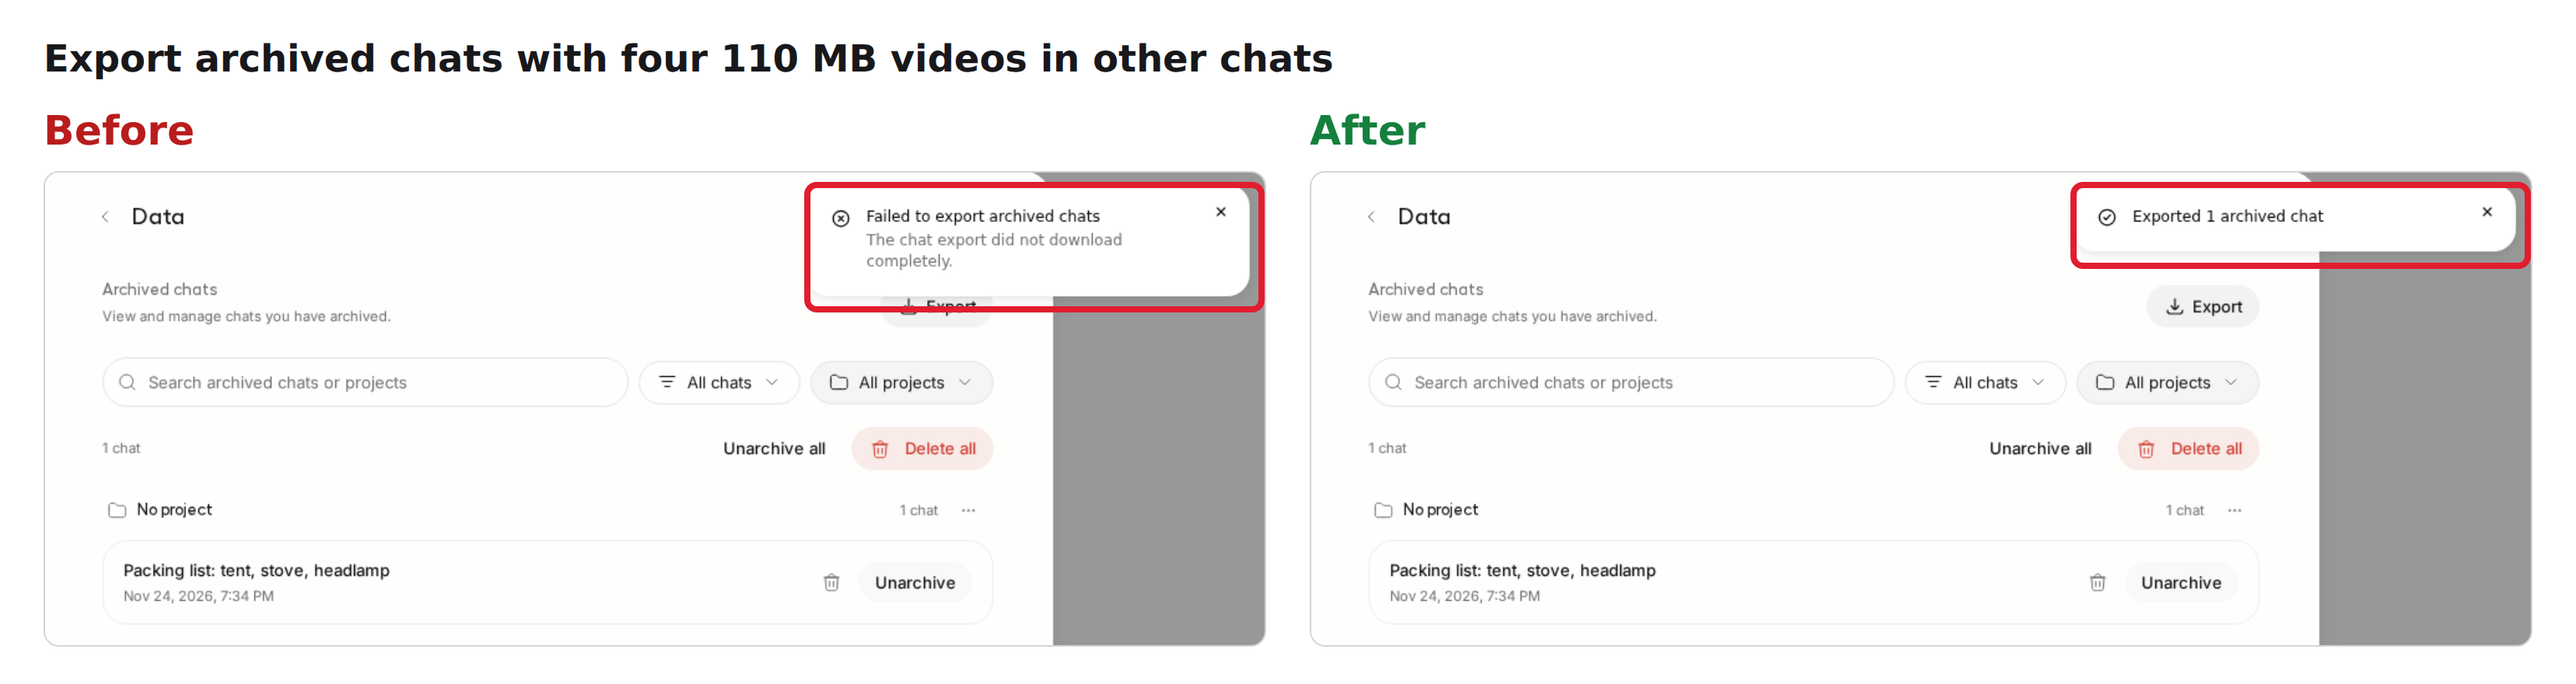 Export archived chats with four 110 MB videos in other chats
Before
Data
Failed to export archived chats
The chat export did not download
completely.
Archived chats
View and manage chats you have archived.
Export
Search archived chats or projects
All chats
All projects
1 chat
Unarchive all
Delete all
No project
1 chat
Packing list: tent, stove, headlamp
Nov 24, 2026, 7:34 PM
Unarchive
After
Data
Exported 1 archived chat
Archived chats
View and manage chats you have archived.
Export
Search archived chats or projects
All chats
All projects
1 chat
Unarchive all
Delete all
No project
1 chat
Packing list: tent, stove, headlamp
Nov 24, 2026, 7:34 PM
Unarchive